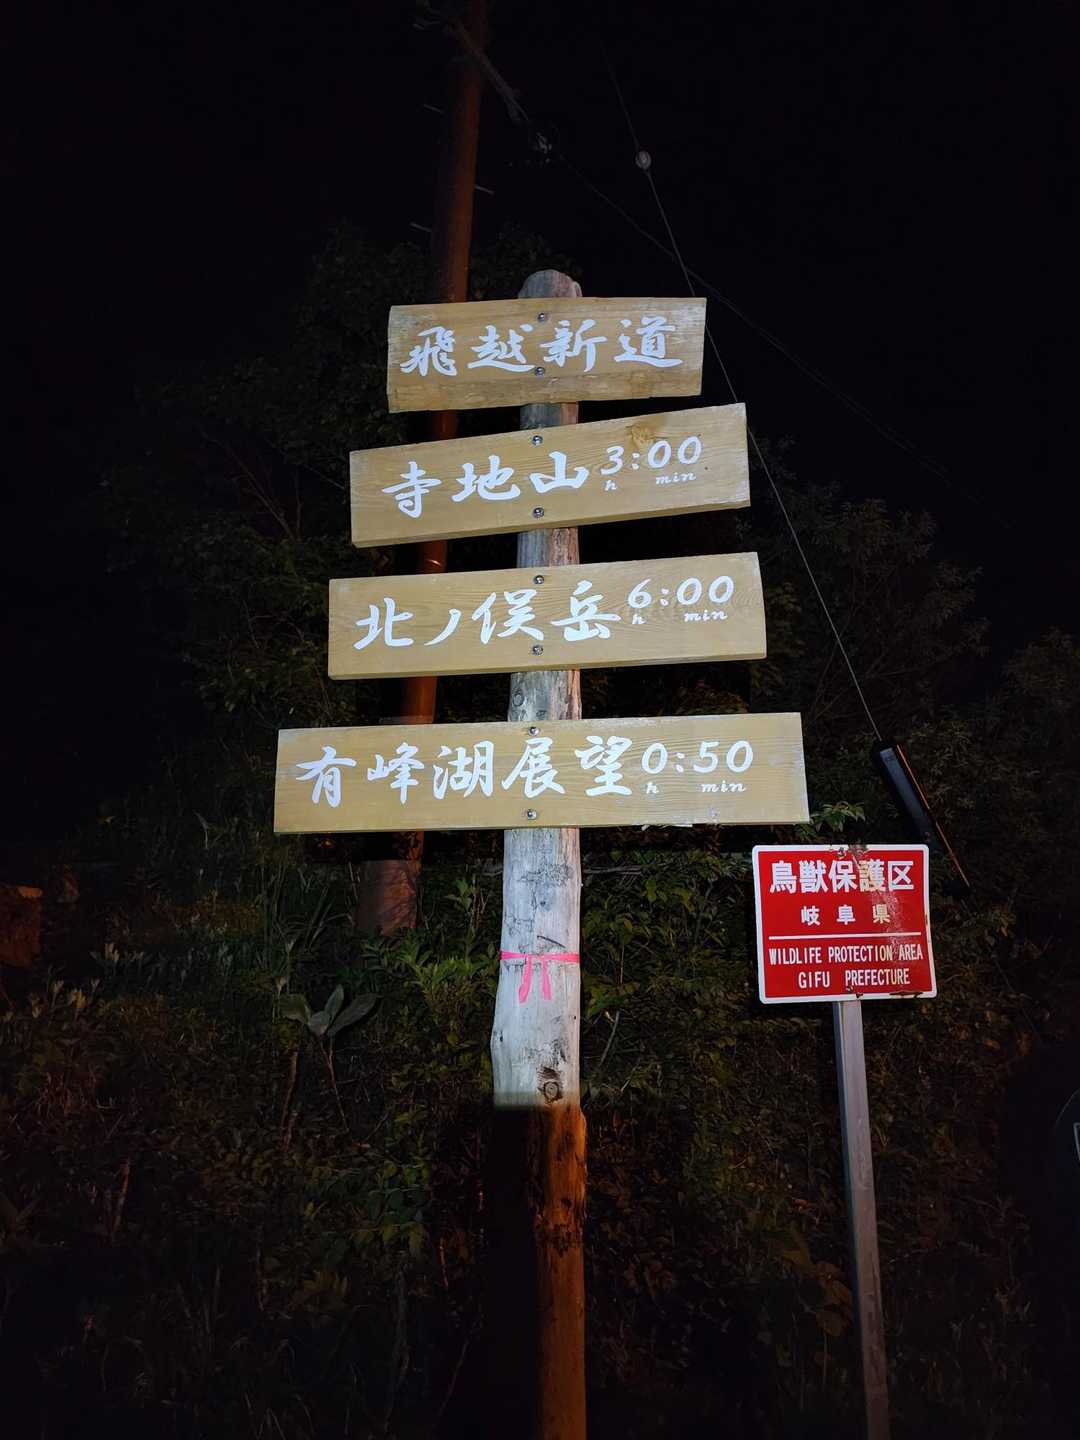 飛越新道
寺地山 3:00
h min
北ノ俣岳 6:00
h min
有峰湖展望 0:50
h min
鳥獣保護区
岐阜県
WILDLIFE PROTECTION AREA
GIFU PREFECTURE